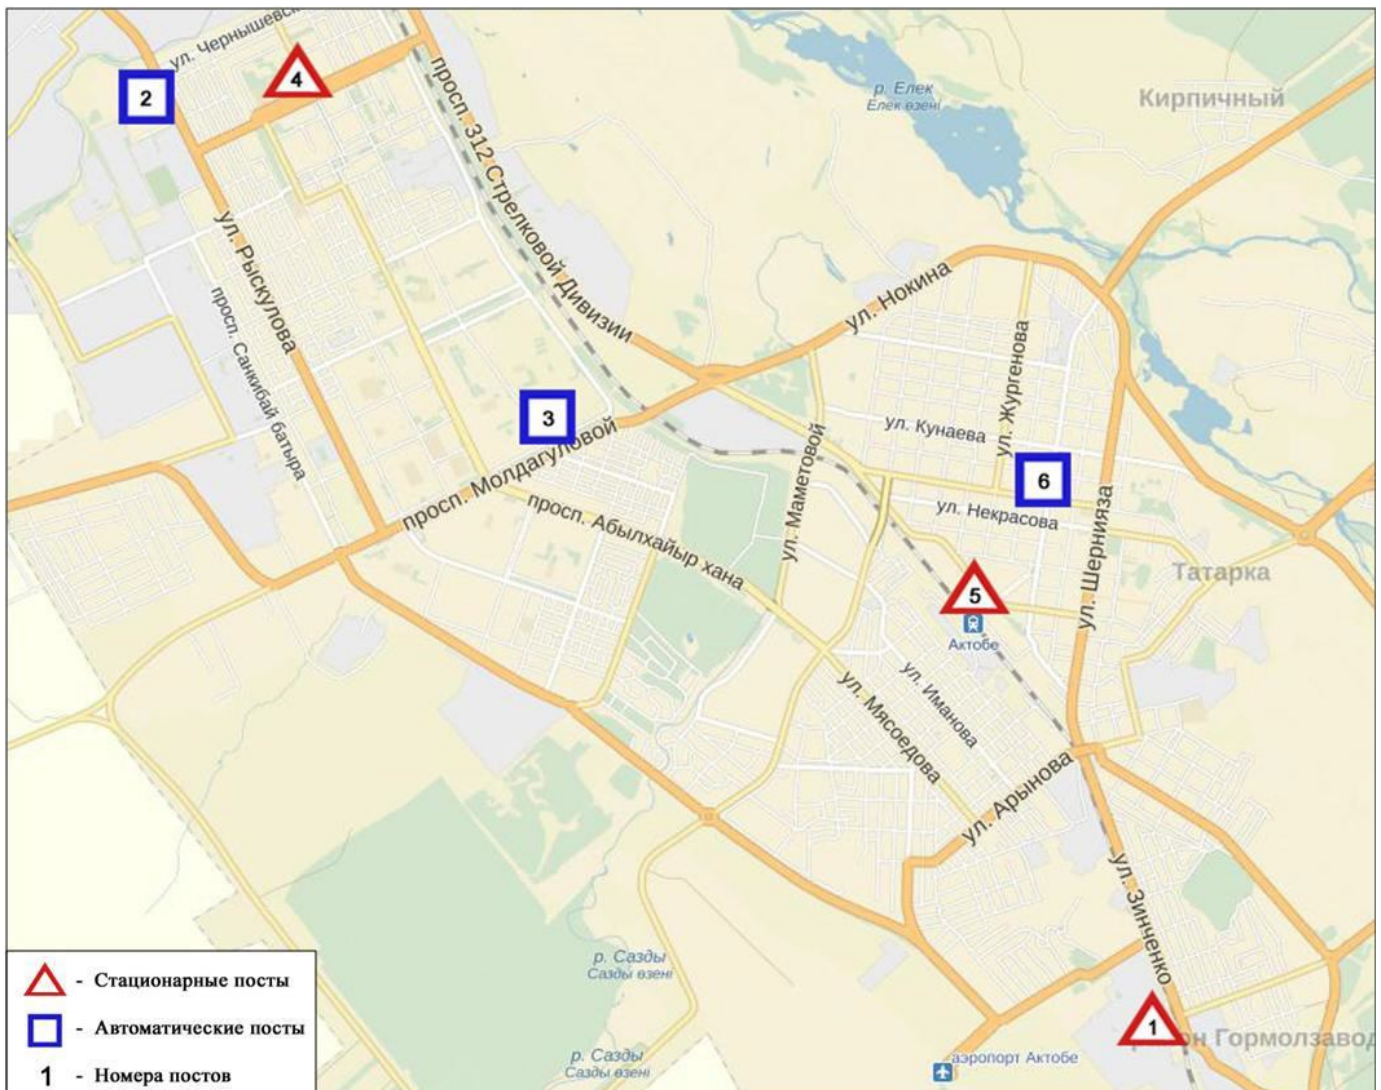 ул. Чернышевск
4
2
просп. 312 Стрелковой Дивизии
р. Елек
Елек өзені
Кирпичный
ул. Рыскулова
просп. Санкибай батыра
ул. Нокина
ул. Жургенова
3
просп. Молдагуловой
ул. Кунаева
ул. Маметовой
6
ул. Некрасова
просп. Абылхайыр хана
ул. Шернияза
Татарка
5
Актобе
ул. Мясоедова
ул. Иманова
ул. Арынова
ул. Зинченко
р. Сазды
Сазды өзені
1
он Гормолзавод
р. Сазды
Сазды өзені
аэропорт Актобе
- Стационарные посты
- Автоматические посты
1 - Номера постов